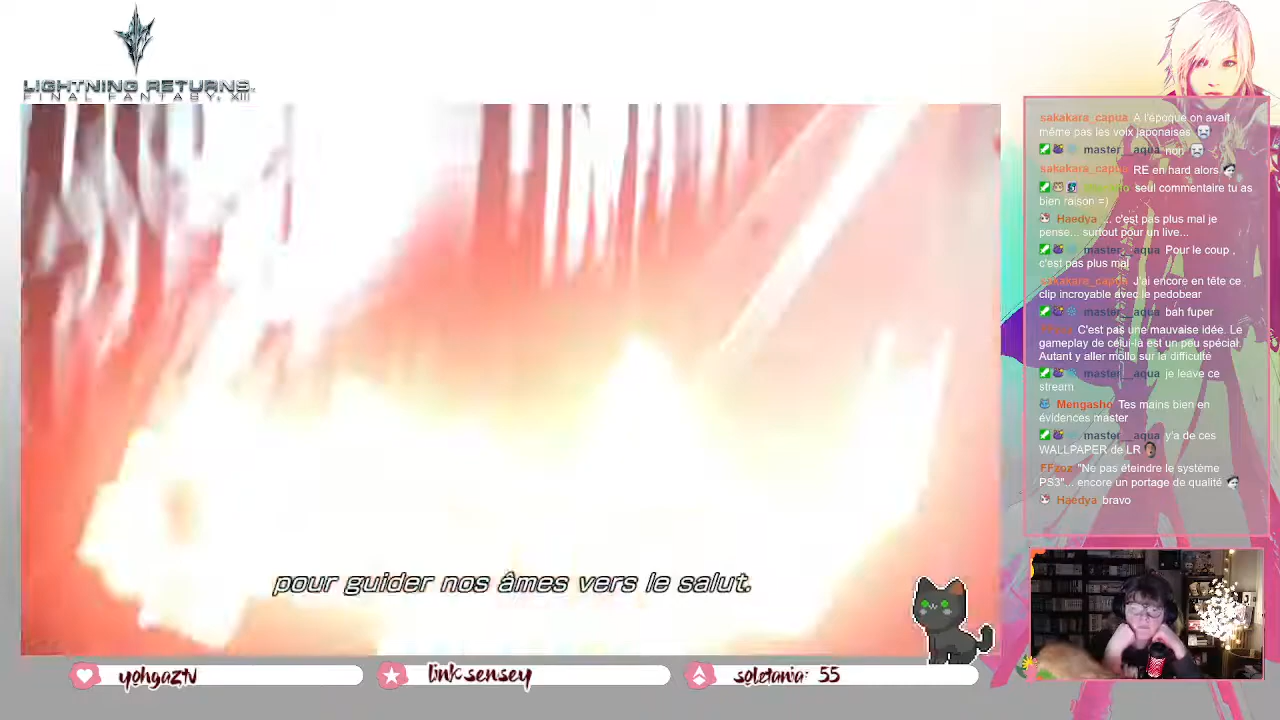 LIGHTNING RETURNS.
FINAL FANTASY. XIII
sakakara_capua A l'époque on avait
même pas les voix japonaises
master__aqua non
sakakara_capua RE en hard alors
seul commentaire tu as
bien raison =)
Haedya ... c'est pas plus mal je
pense... surtout pour un live...
master__aqua Pour le coup ,
c'est pas plus mal
sakakara_capua J'ai encore en tête ce
clip incroyable avec le pedobear
master__aqua bah fuper
FFzoz C'est pas une mauvaise idée. Le
gameplay de celui-là est un peu spécial
Autant y aller mollo sur la difficulté
master__aqua je leave ce
stream
Mengasho Tes mains bien en
évidences master
master__aqua y'a de ces
WALLPAPER de LR
FFzoz "Ne pas éteindre le système
PS3"... encore un portage de qualité
Haedya bravo
pour guider nos âmes vers le salut.
yohgaztv
linksensey
soletania: 55